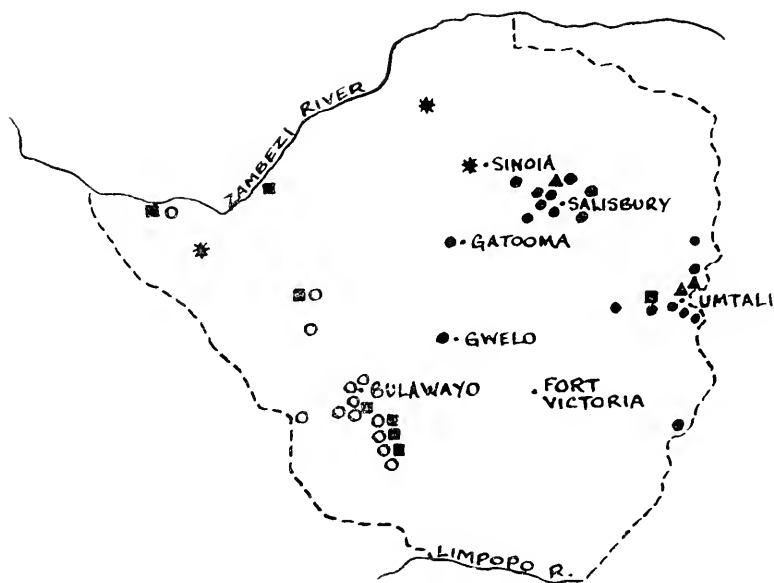 ZAMBEZI RIVER
SINOIA
SALISBURY
GATOOMA
UMTALI
GWELO
BULAWAYO
FORT
VICTORIA
LIMPOPO R.